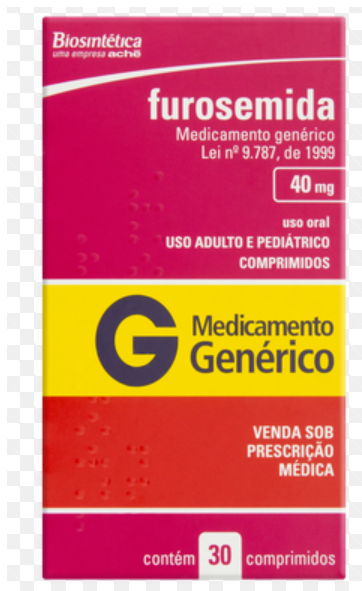 Biosintética
uma empresa achē
furosemida
Medicamento genérico
Lei nº 9.787, de 1999
40 mg
uso oral
USO ADULTO E PEDIÁTRICO
COMPRIMIDOS
G Medicamento
Genérico
VENDA SOB
PRESCRIÇÃO
MÉDICA
contém 30 comprimidos